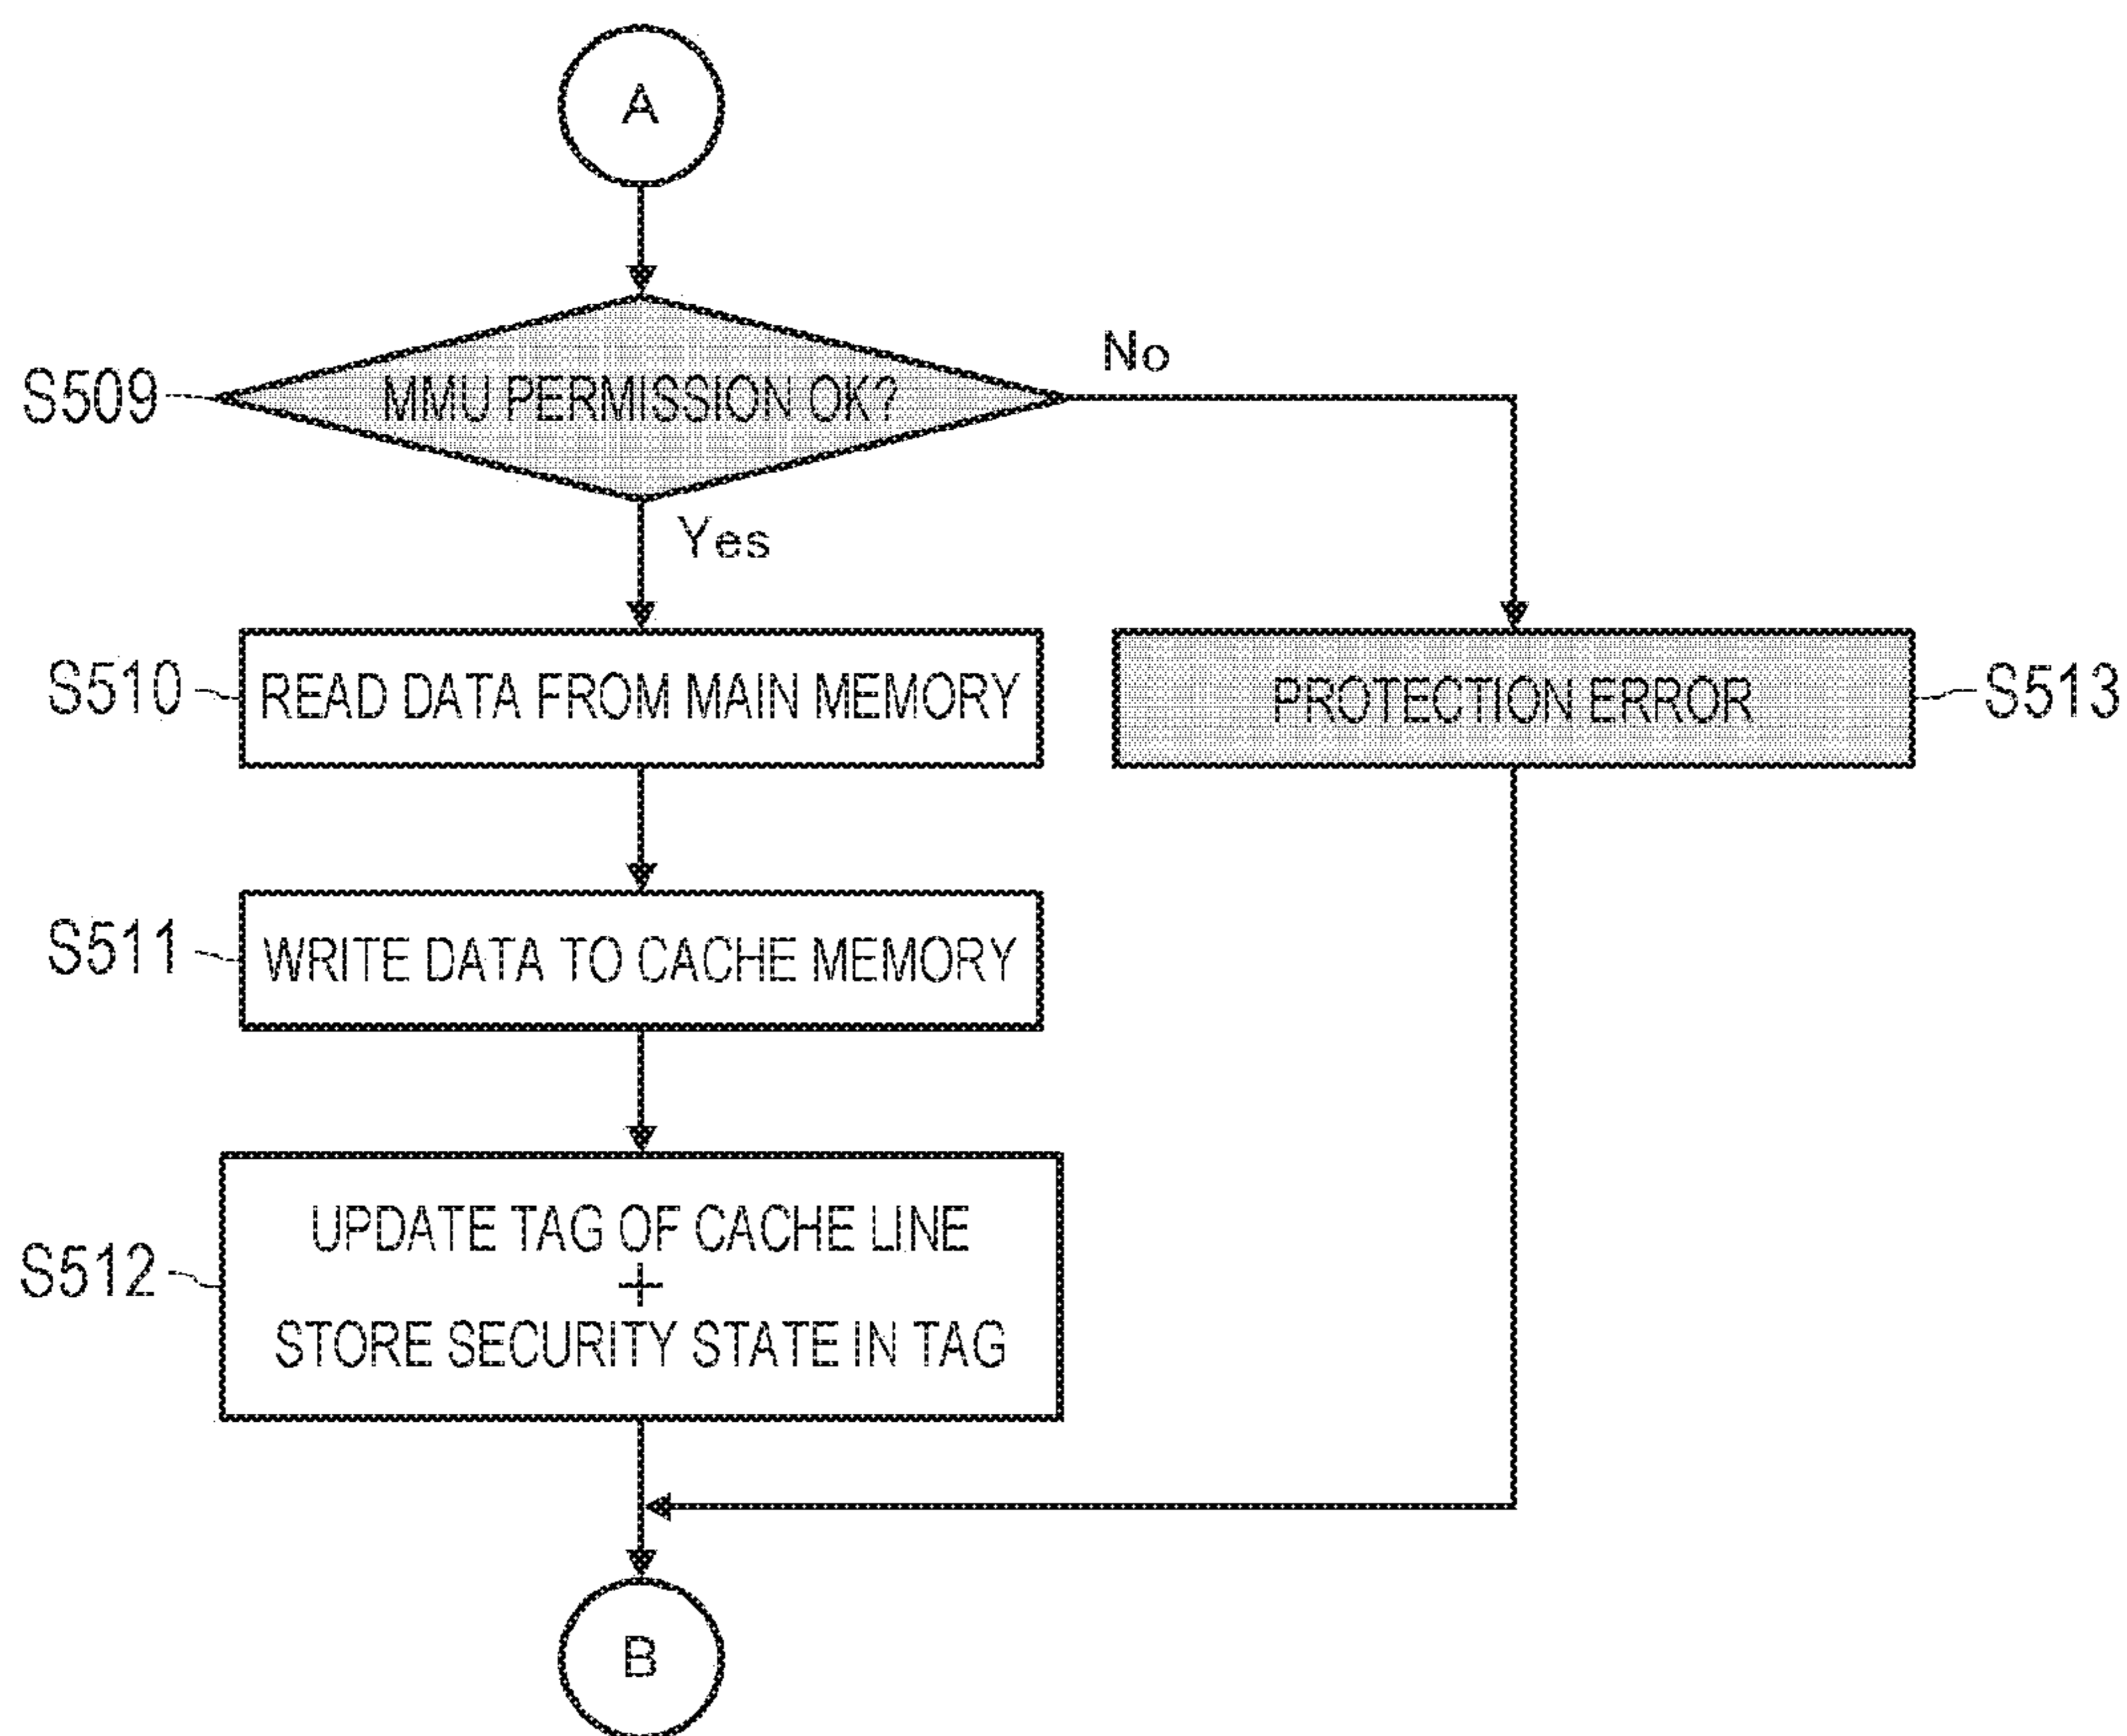 A
S509
MMU PERMISSION OK?
No
Yes
S510
READ DATA FROM MAIN MEMORY
PROTECTION ERROR
S513
S511
WRITE DATA TO CACHE MEMORY
S512
UPDATE TAG OF CACHE LINE
+
STORE SECURITY STATE IN TAG
B